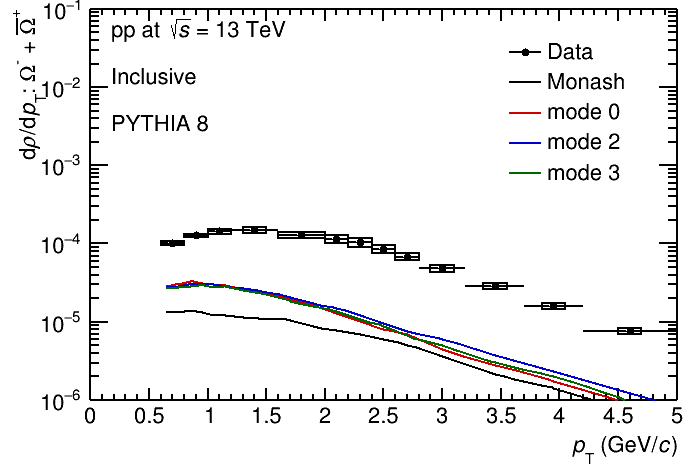 dρ/dp_T: Ω⁻ + Ω̅⁺
10⁻¹
10⁻²
10⁻³
10⁻⁴
10⁻⁵
10⁻⁶
pp at √s = 13 TeV
Inclusive
PYTHIA 8
Data
Monash
mode 0
mode 2
mode 3
0 0.5 1 1.5 2 2.5 3 3.5 4 4.5 5
p_T (GeV/c)